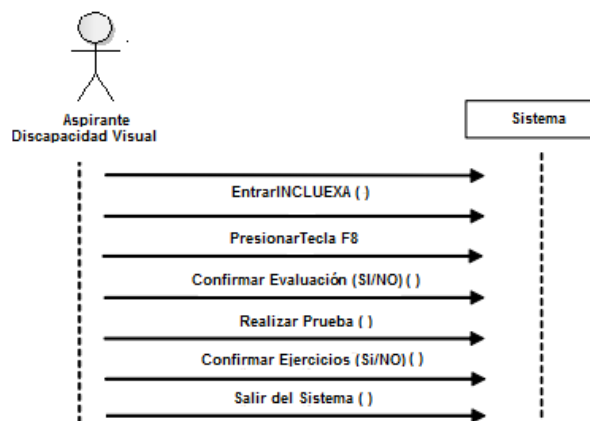 Aspirante
Discapacidad Visual
Sistema
EntrarINCLUEXA ( )
PresionarTecla F8
Confirmar Evaluación (SI/NO) ( )
Realizar Prueba ( )
Confirmar Ejercicios (Si/NO) ( )
Salir del Sistema ( )